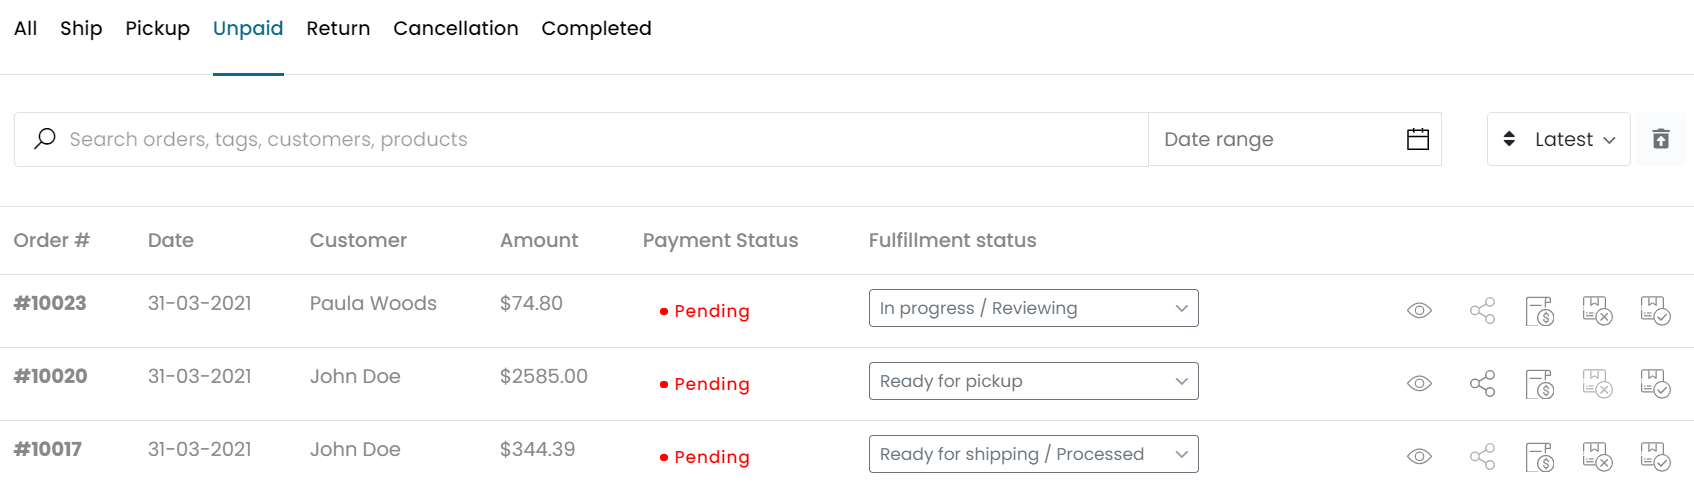 All Ship Pickup Unpaid Return Cancellation Completed
Search orders, tags, customers, products Date range Latest
Order # Date Customer Amount Payment Status Fulfillment status
#10023 31-03-2021 Paula Woods $74.80 Pending In progress / Reviewing
#10020 31-03-2021 John Doe $2585.00 Pending Ready for pickup
#10017 31-03-2021 John Doe $344.39 Pending Ready for shipping / Processed